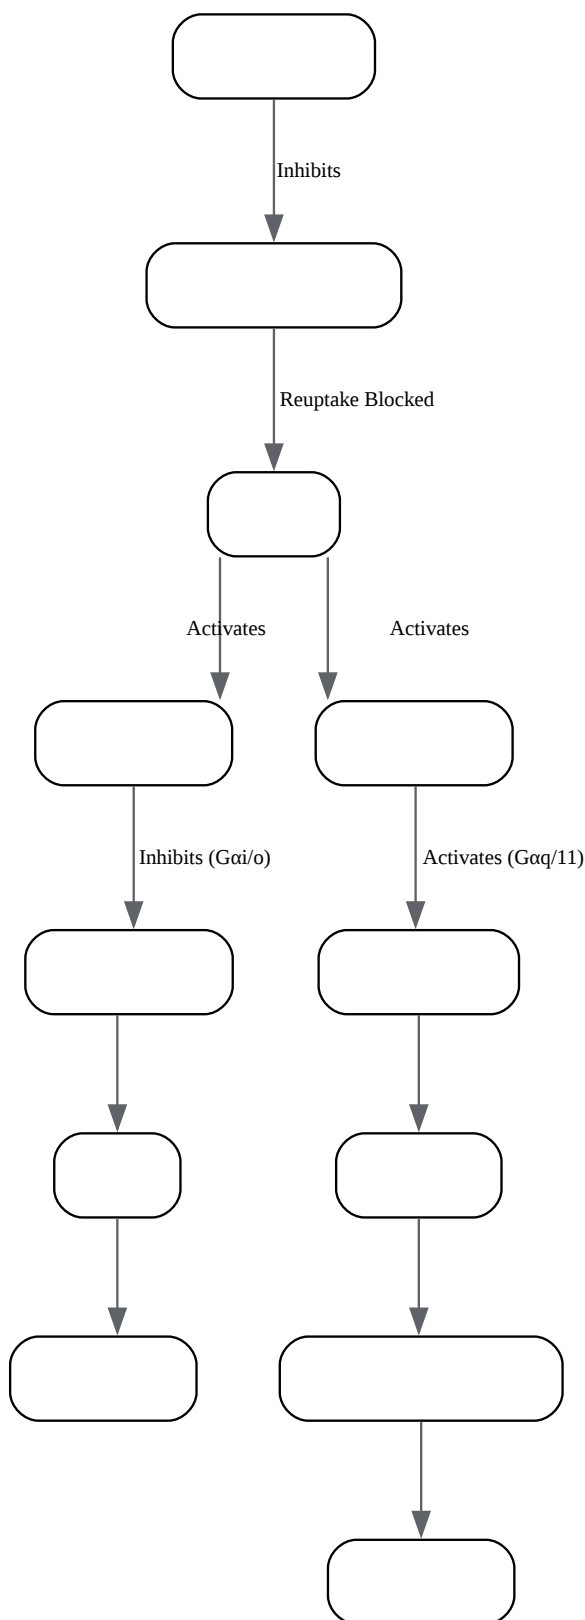 Inhibits
Reuptake Blocked
Activates
Activates
Inhibits (Gαi/o)
Activates (Gαq/11)